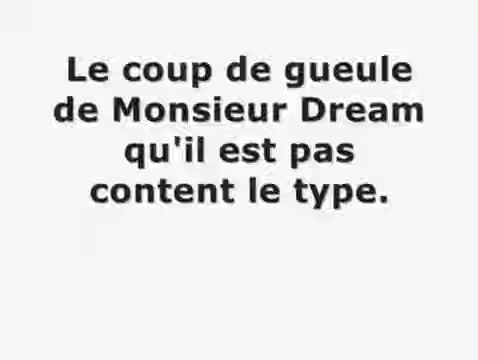 Le coup de gueule
de Monsieur Dream
qu'il est pas
content le type.